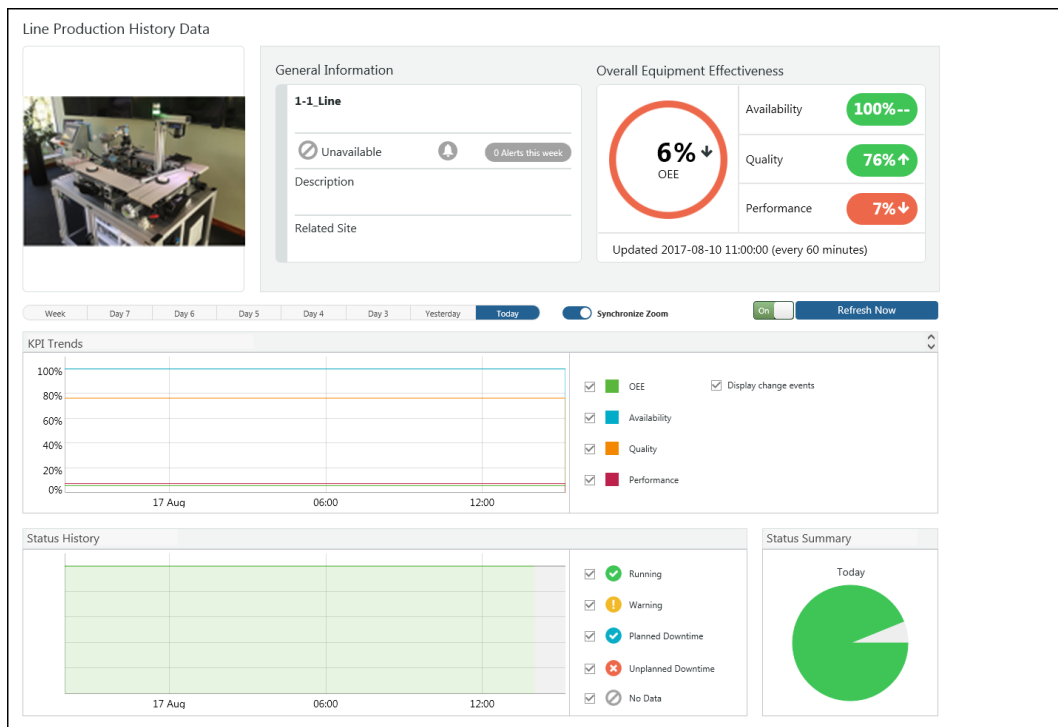 Line Production History Data
General Information
1-1_Line
Unavailable
0 Alerts this week
Description
Related Site
Overall Equipment Effectiveness
6%
OEE
Availability
100%--
Quality
76%
Performance
7%
Updated 2017-08-10 11:00:00 (every 60 minutes)
Week Day 7 Day 6 Day 5 Day 4 Day 3 Yesterday Today
Synchronize Zoom
On
Refresh Now
KPI Trends
100%
80%
60%
40%
20%
0%
17 Aug 06:00 12:00
OEE
Display change events
Availability
Quality
Performance
Status History
17 Aug 06:00 12:00
Running
Warning
Planned Downtime
Unplanned Downtime
No Data
Status Summary
Today